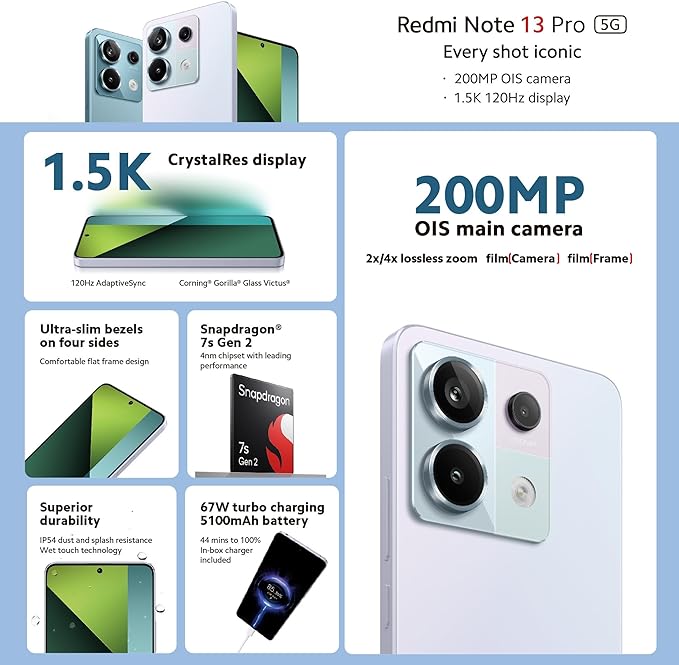 Redmi Note 13 Pro 5G
Every shot iconic
· 200MP OIS camera
· 1.5K 120Hz display
1.5K
CrystalRes display
120Hz AdaptiveSync
Corning® Gorilla® Glass Victus®
200MP
OIS main camera
2x/4x lossless zoom film(Camera) film(Frame)
Ultra-slim bezels
on four sides
Comfortable flat frame design
Snapdragon®
7s Gen 2
4nm chipset with leading
performance
Snapdragon
7s
Gen 2
Superior
durability
IP54 dust and splash resistance
Wet touch technology
67W turbo charging
5100mAh battery
44 mins to 100%
In-box charger
included